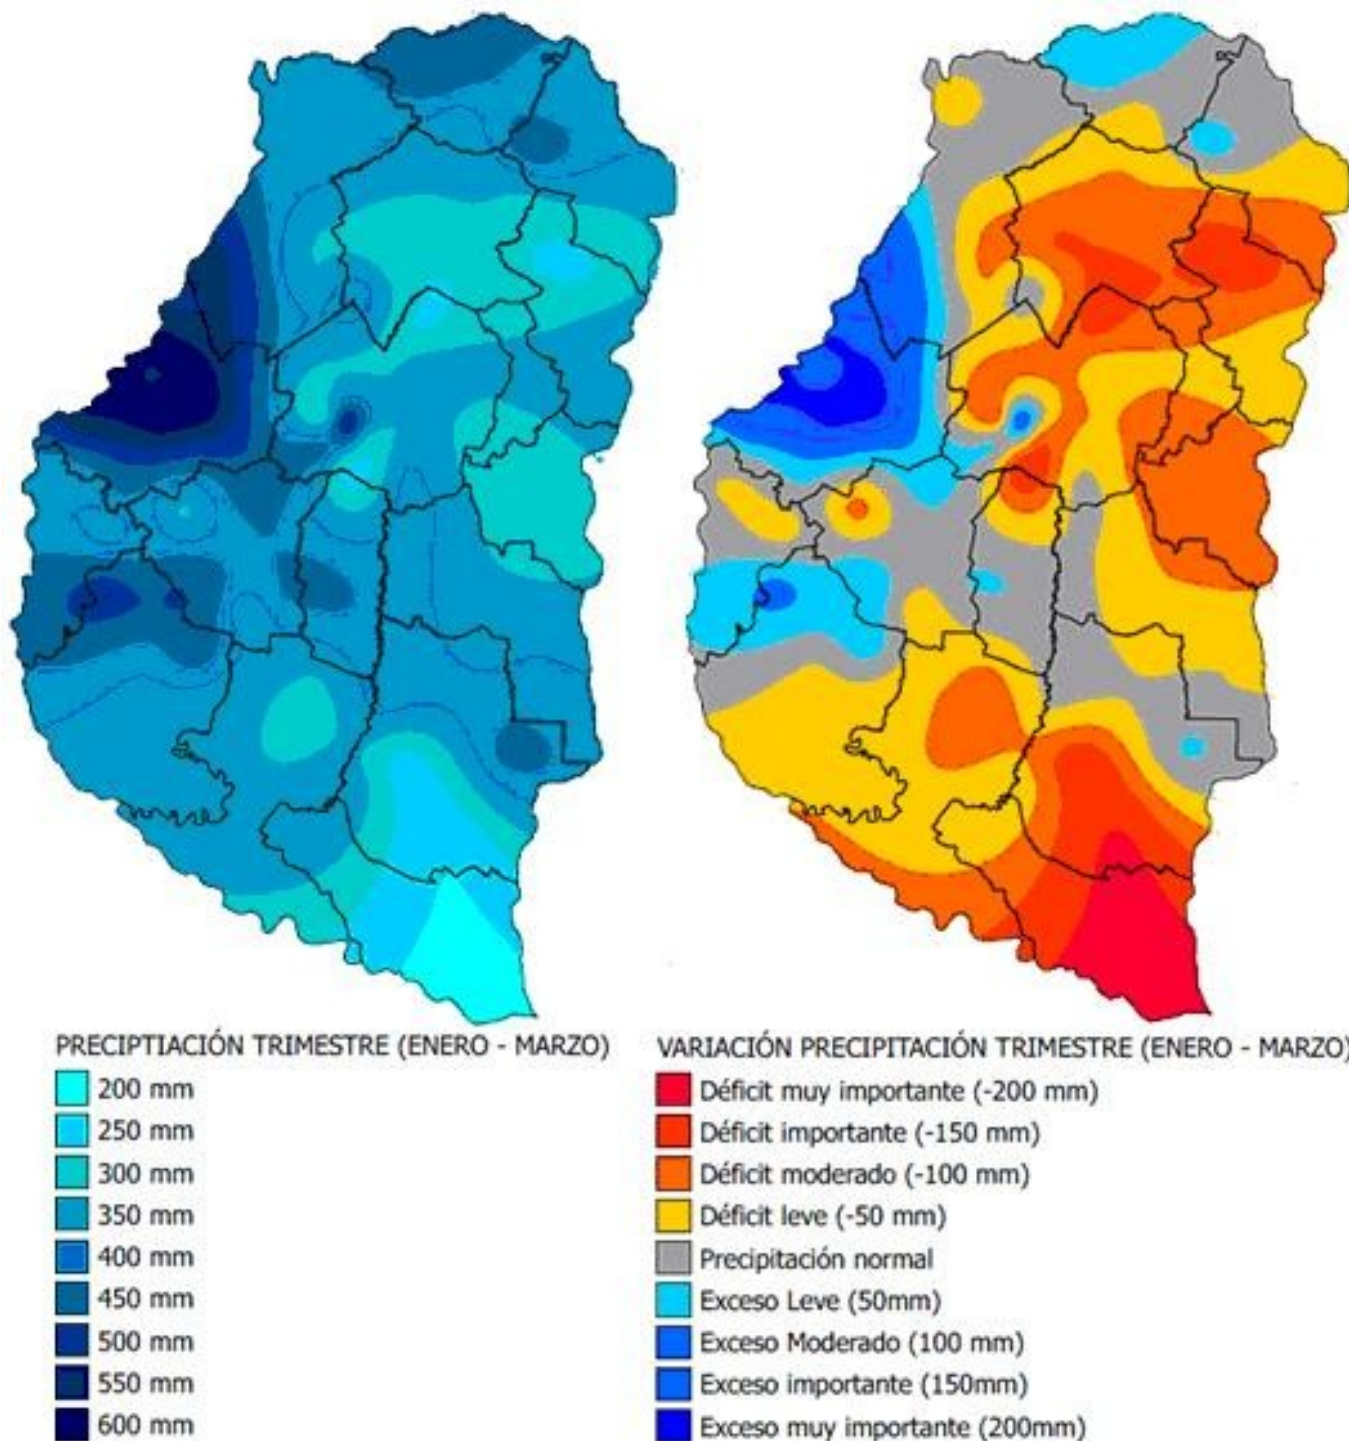 PRECIPTIACIÓN TRIMESTRE (ENERO - MARZO)
200 mm
250 mm
300 mm
350 mm
400 mm
450 mm
500 mm
550 mm
600 mm
VARIACIÓN PRECIPITACIÓN TRIMESTRE (ENERO - MARZO)
Déficit muy importante (-200 mm)
Déficit importante (-150 mm)
Déficit moderado (-100 mm)
Déficit leve (-50 mm)
Precipitación normal
Exceso Leve (50mm)
Exceso Moderado (100 mm)
Exceso importante (150mm)
Exceso muy importante (200mm)